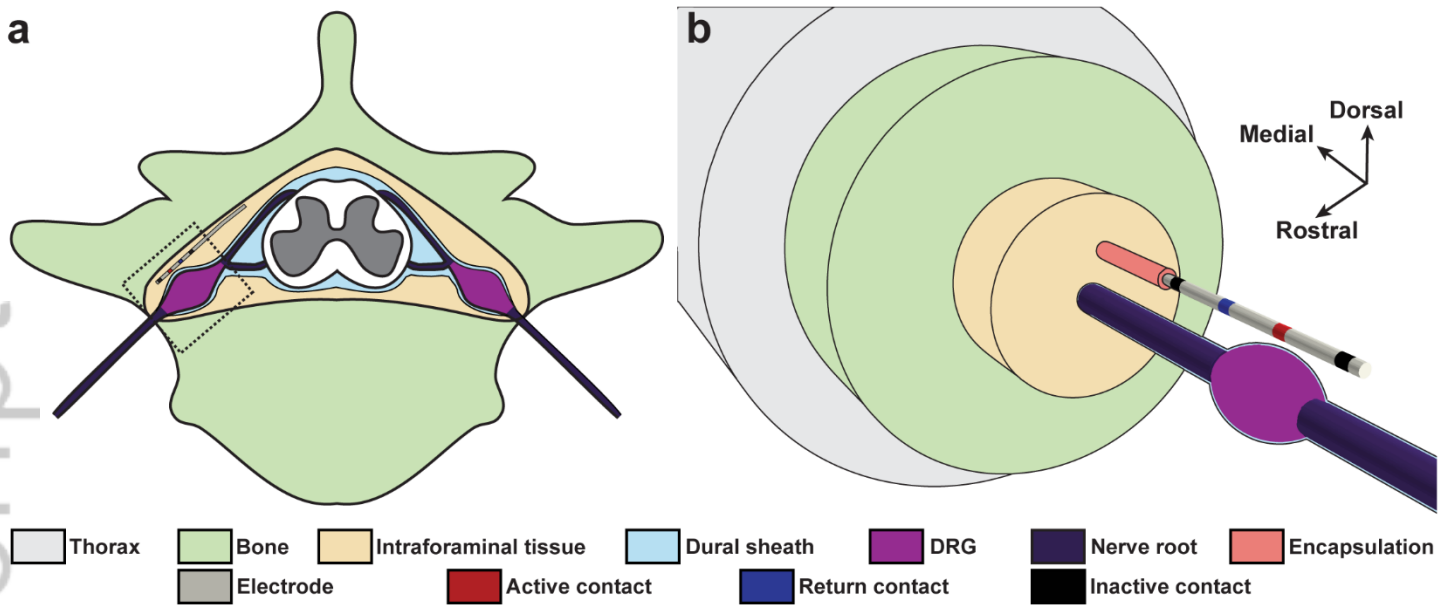 a
b
Dorsal
Medial
Rostral
Thorax
Bone
Intraforaminal tissue
Dural sheath
DRG
Nerve root
Encapsulation
Electrode
Active contact
Return contact
Inactive contact